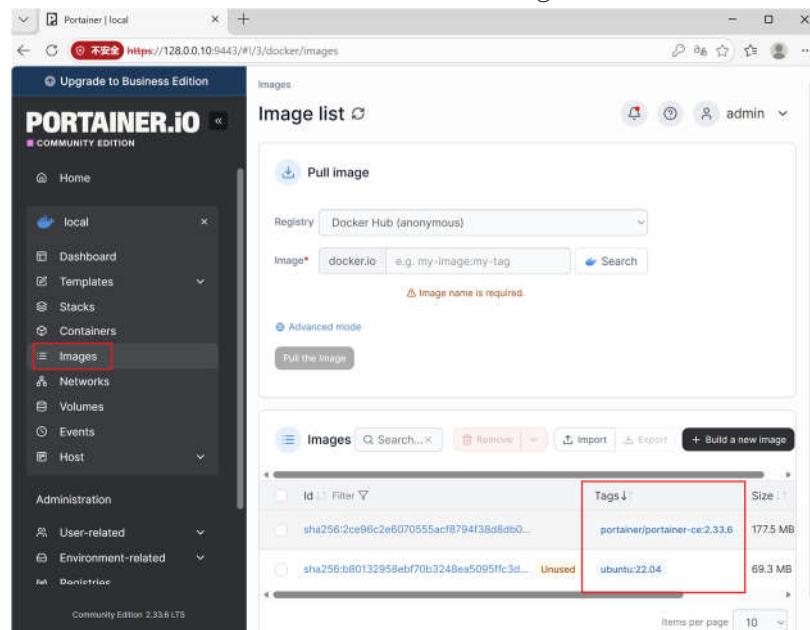 Portainer | local
不安全 https://128.0.0.10:9443/#!/3/docker/images
Upgrade to Business Edition
PORTAINER.iO
COMMUNITY EDITION
Home
local
Dashboard
Templates
Stacks
Containers
Images
Networks
Volumes
Events
Host
Administration
User-related
Environment-related
Registries
Community Edition 2.33.6 LTS
Images
Image list
admin
Pull image
Registry Docker Hub (anonymous)
Image* docker.io e.g. my-image:my-tag Search
Image name is required.
Advanced mode
Pull the image
Images Search... Remove Import Export + Build a new image
Id Filter Tags Size
sha256:2ce96c2e6070555acf8794f38d8db0... portainer/portainer-ce:2.33.6 177.5 MB
sha256:b80132958ebf70b3248ea5095ffc3d... Unused ubuntu:22.04 69.3 MB
Items per page 10